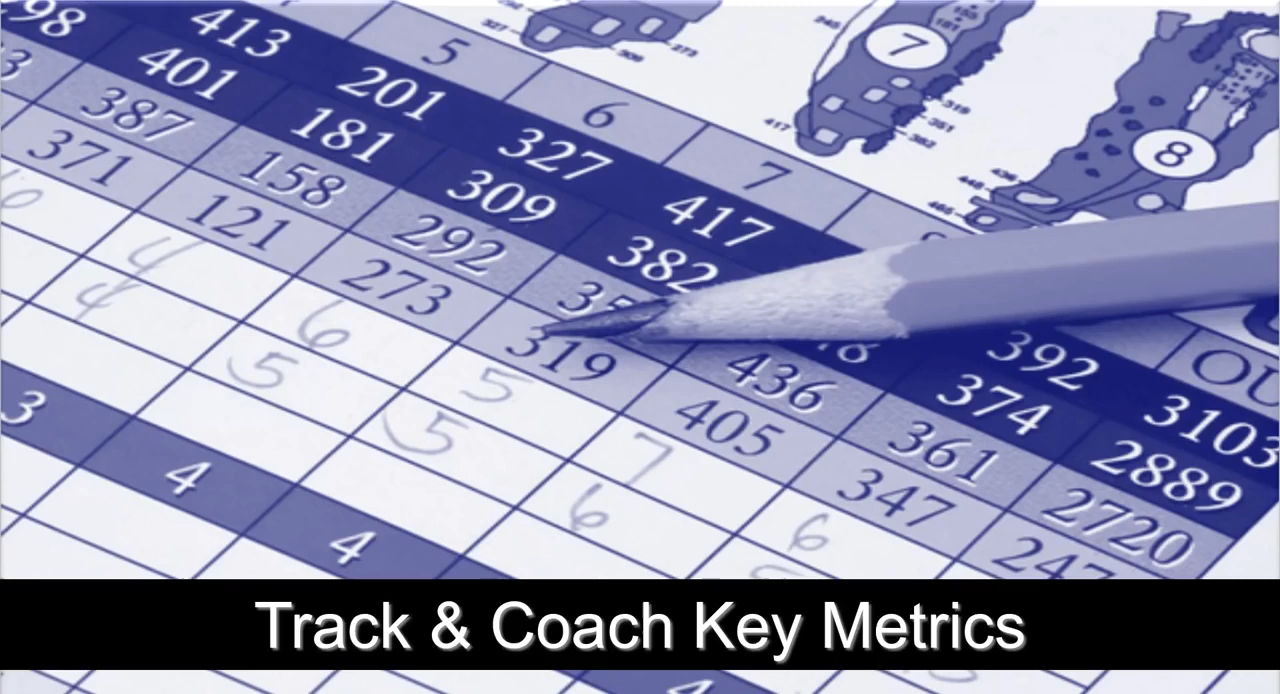 5 6 7
413 201 327 417 392 3103
401 181 309 382 374 2889
387 158 292 436 361 2720
371 121 273 319 405 347
4 6 5 7 6
4 5 5 6
3 4 4
4
7
8
Track & Coach Key Metrics